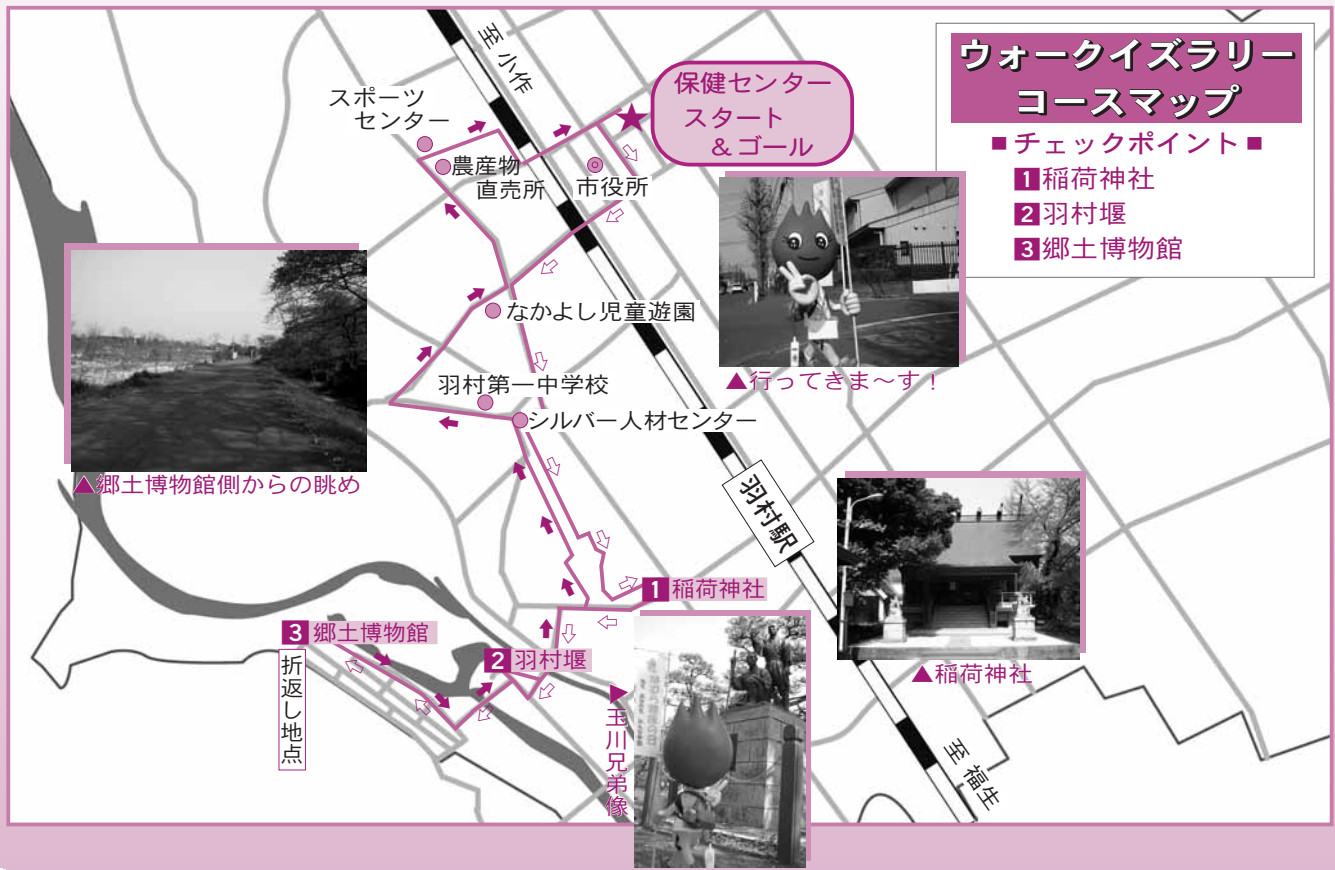 ウォークイズラリー
コースマップ
■チェックポイント■
1稲荷神社
2羽村堰
3郷土博物館
至 小作
保健センター
スタート
&ゴール
スポーツ
センター
農産物
直売所
市役所
▲行ってきま〜す！
なかよし児童遊園
羽村第一中学校
シルバー人材センター
▲郷土博物館側からの眺め
羽村駅
1稲荷神社
▲稲荷神社
3郷土博物館
折返し地点
2羽村堰
▶玉川兄弟像
至 福生